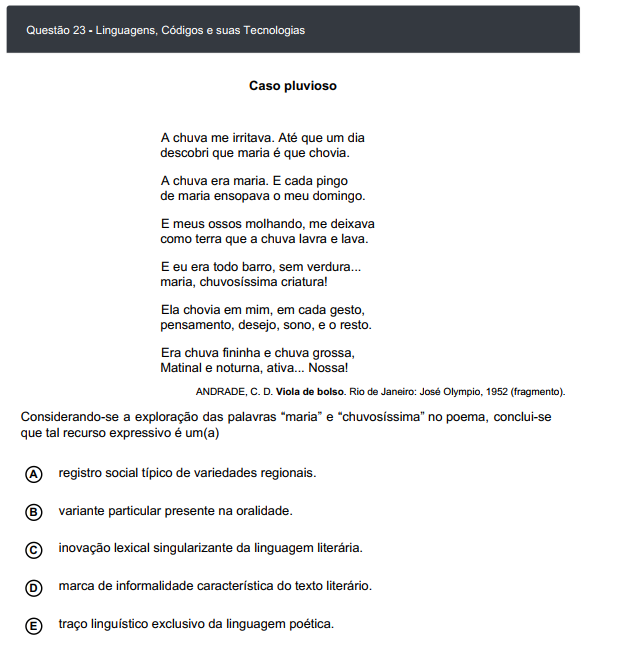 Questão 23 - Linguagens, Códigos e suas Tecnologias
Caso pluvioso
A chuva me irritava. Até que um dia
descobri que maria é que chovia.
A chuva era maria. E cada pingo
de maria ensopava o meu domingo.
E meus ossos molhando, me deixava
como terra que a chuva lavra e lava.
E eu era todo barro, sem verdura...
maria, chuvosíssima criatura!
Ela chovia em mim, em cada gesto,
pensamento, desejo, sono, e o resto.
Era chuva fininha e chuva grossa,
Matinal e noturna, ativa... Nossa!
ANDRADE, C. D. Viola de bolso. Rio de Janeiro: José Olympio, 1952 (fragmento).
Considerando-se a exploração das palavras “maria” e “chuvosíssima” no poema, conclui-se
que tal recurso expressivo é um(a)
A registro social típico de variedades regionais.
B variante particular presente na oralidade.
C inovação lexical singularizante da linguagem literária.
D marca de informalidade característica do texto literário.
E traço linguístico exclusivo da linguagem poética.